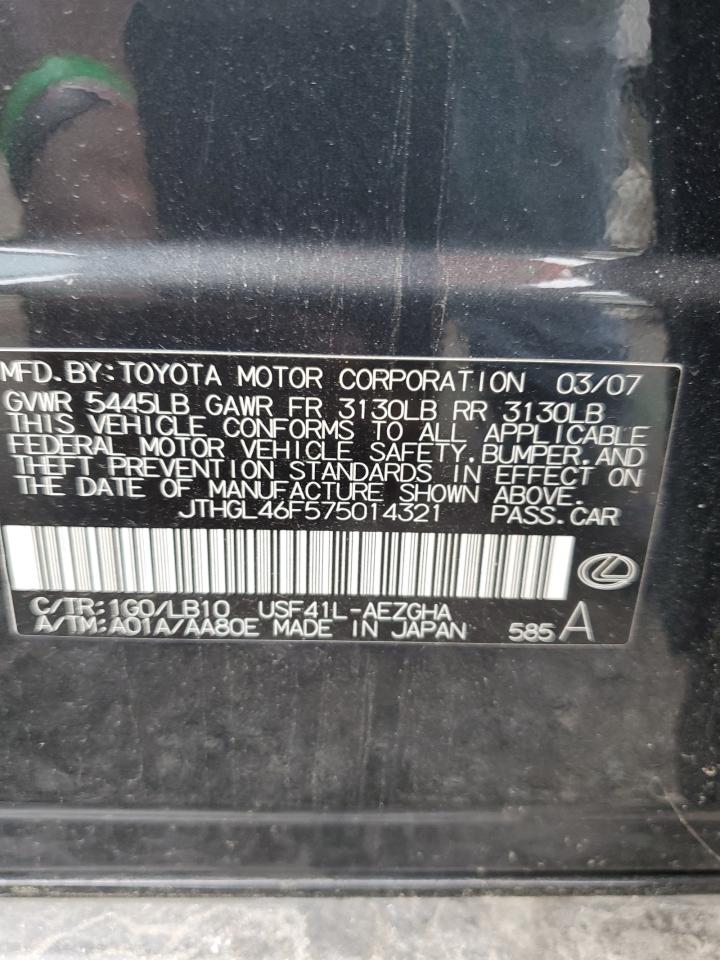 MFD.BY:TOYOTA MOTOR CORPORATION 03/07
GVWR 5445LB GAWR FR 3130LB RR 3130LB
THIS VEHICLE CONFORMS TO ALL APPLICABLE
FEDERAL MOTOR VEHICLE SAFETY,BUMPER,AND
THEFT PREVENTION STANDARDS IN EFFECT ON
THE DATE OF MANUFACTURE SHOWN ABOVE.
JTHGL46F575014321 PASS.CAR
C/TR:1G0/LB10 USF41L-AEZGHA
A/TM:A01A/AA80E MADE IN JAPAN 585A